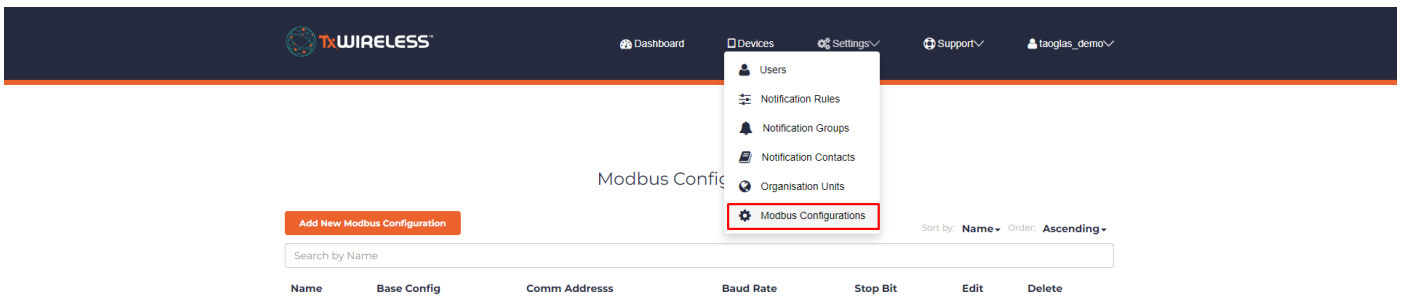 TxWIRELESS™
Dashboard Devices Settings Support taoglas_demo
Users
Notification Rules
Notification Groups
Notification Contacts
Organisation Units
Modbus Configurations
Modbus Config
Add New Modbus Configuration
Sort by: Name Order: Ascending
Search by Name
Name Base Config Comm Addresss Baud Rate Stop Bit Edit Delete